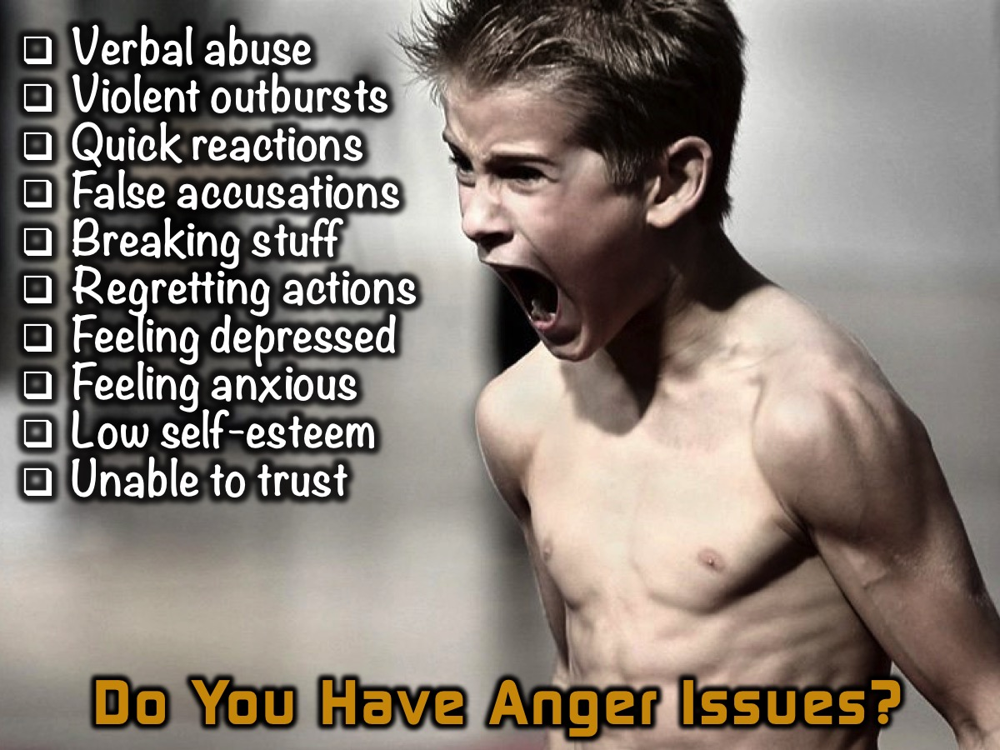 ❑ Verbal abuse
❑ Violent outbursts
❑ Quick reactions
❑ False accusations
❑ Breaking stuff
❑ Regretting actions
❑ Feeling depressed
❑ Feeling anxious
❑ Low self-esteem
❑ Unable to trust
Do You Have Anger Issues?